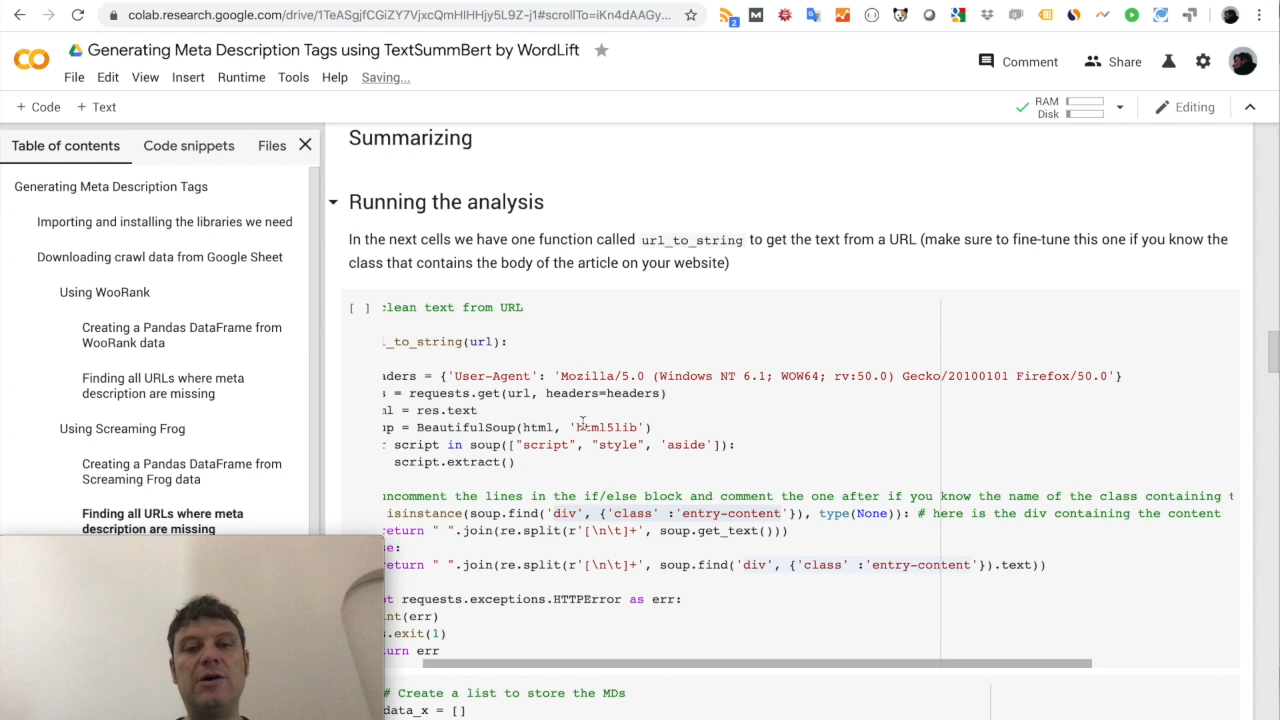 colab.research.google.com/drive/1TeASgjfCGiZY7VjxcQmHIHHjy5L9Z-j1#scrollTo=iKn4dAAGy...
2
Generating Meta Description Tags using TextSummBert by WordLift
File Edit View Insert Runtime Tools Help Saving...
Comment Share
+ Code + Text
RAM
Disk
Editing
Table of contents Code snippets Files
Generating Meta Description Tags
Importing and installing the libraries we need
Downloading crawl data from Google Sheet
Using WooRank
Creating a Pandas DataFrame from
WooRank data
Finding all URLs where meta
description are missing
Using Screaming Frog
Creating a Pandas DataFrame from
Screaming Frog data
Finding all URLs where meta
description are missing
Summarizing
Running the analysis
In the next cells we have one function called url_to_string to get the text from a URL (make sure to fine-tune this one if you know the
class that contains the body of the article on your website)
[ ] clean text from URL
l_to_string(url):
aders = {'User-Agent': 'Mozilla/5.0 (Windows NT 6.1; WOW64; rv:50.0) Gecko/20100101 Firefox/50.0'}
s = requests.get(url, headers=headers)
ml = res.text
up = BeautifulSoup(html, 'html5lib')
r script in soup(["script", "style", 'aside']):
script.extract()
uncomment the lines in the if/else block and comment the one after if you know the name of the class containing t
isinstance(soup.find('div', {'class' :'entry-content'}), type(None)): # here is the div containing the content
return " ".join(re.split(r'[\n\t]+', soup.get_text()))
se:
return " ".join(re.split(r'[\n\t]+', soup.find('div', {'class' :'entry-content'}).text))
pt requests.exceptions.HTTPError as err:
int(err)
s.exit(1)
turn err
# Create a list to store the MDs
data_x = []